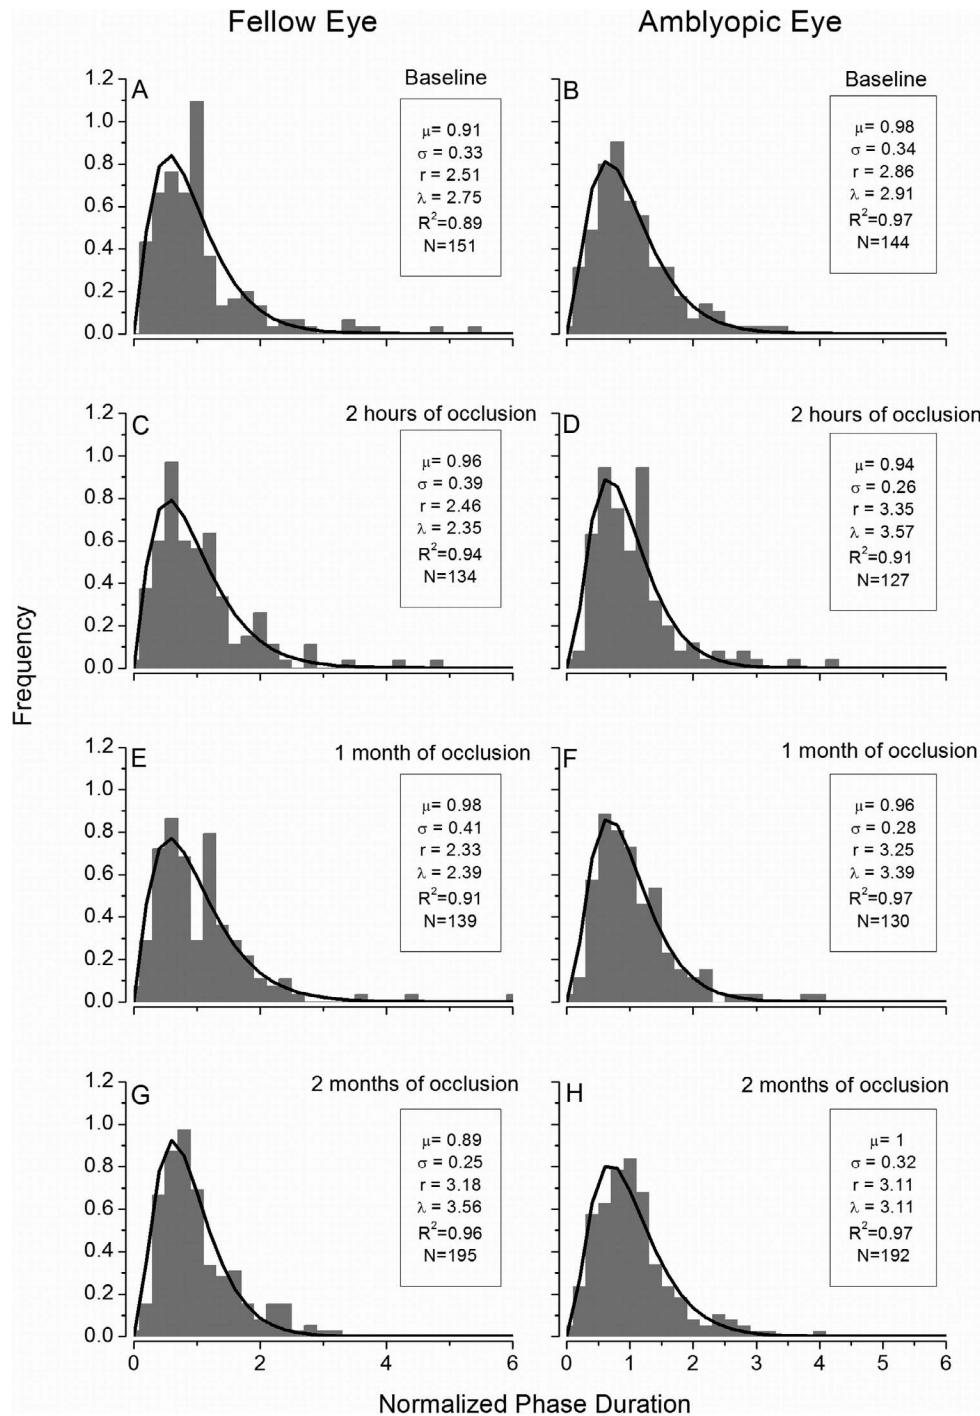 Fellow Eye
Amblyopic Eye
Frequency
A
Baseline
μ= 0.91
σ = 0.33
r = 2.51
λ = 2.75
R²=0.89
N=151
1.2
1.0
0.8
0.6
0.4
0.2
0.0
0 2 4 6
B
Baseline
μ= 0.98
σ = 0.34
r = 2.86
λ = 2.91
R²=0.97
N=144
C
2 hours of occlusion
μ= 0.96
σ = 0.39
r = 2.46
λ = 2.35
R²=0.94
N=134
1.2
1.0
0.8
0.6
0.4
0.2
0.0
D
2 hours of occlusion
μ= 0.94
σ = 0.26
r = 3.35
λ = 3.57
R²=0.91
N=127
E
1 month of occlusion
μ= 0.98
σ = 0.41
r = 2.33
λ = 2.39
R²=0.91
N=139
1.2
1.0
0.8
0.6
0.4
0.2
0.0
F
1 month of occlusion
μ= 0.96
σ = 0.28
r = 3.25
λ = 3.39
R²=0.97
N=130
G
2 months of occlusion
μ= 0.89
σ = 0.25
r = 3.18
λ = 3.56
R²=0.96
N=195
1.2
1.0
0.8
0.6
0.4
0.2
0.0
0 2 4 6
H
2 months of occlusion
μ= 1
σ = 0.32
r = 3.11
λ = 3.11
R²=0.97
N=192
0 1 2 3 4 5 6
Normalized Phase Duration